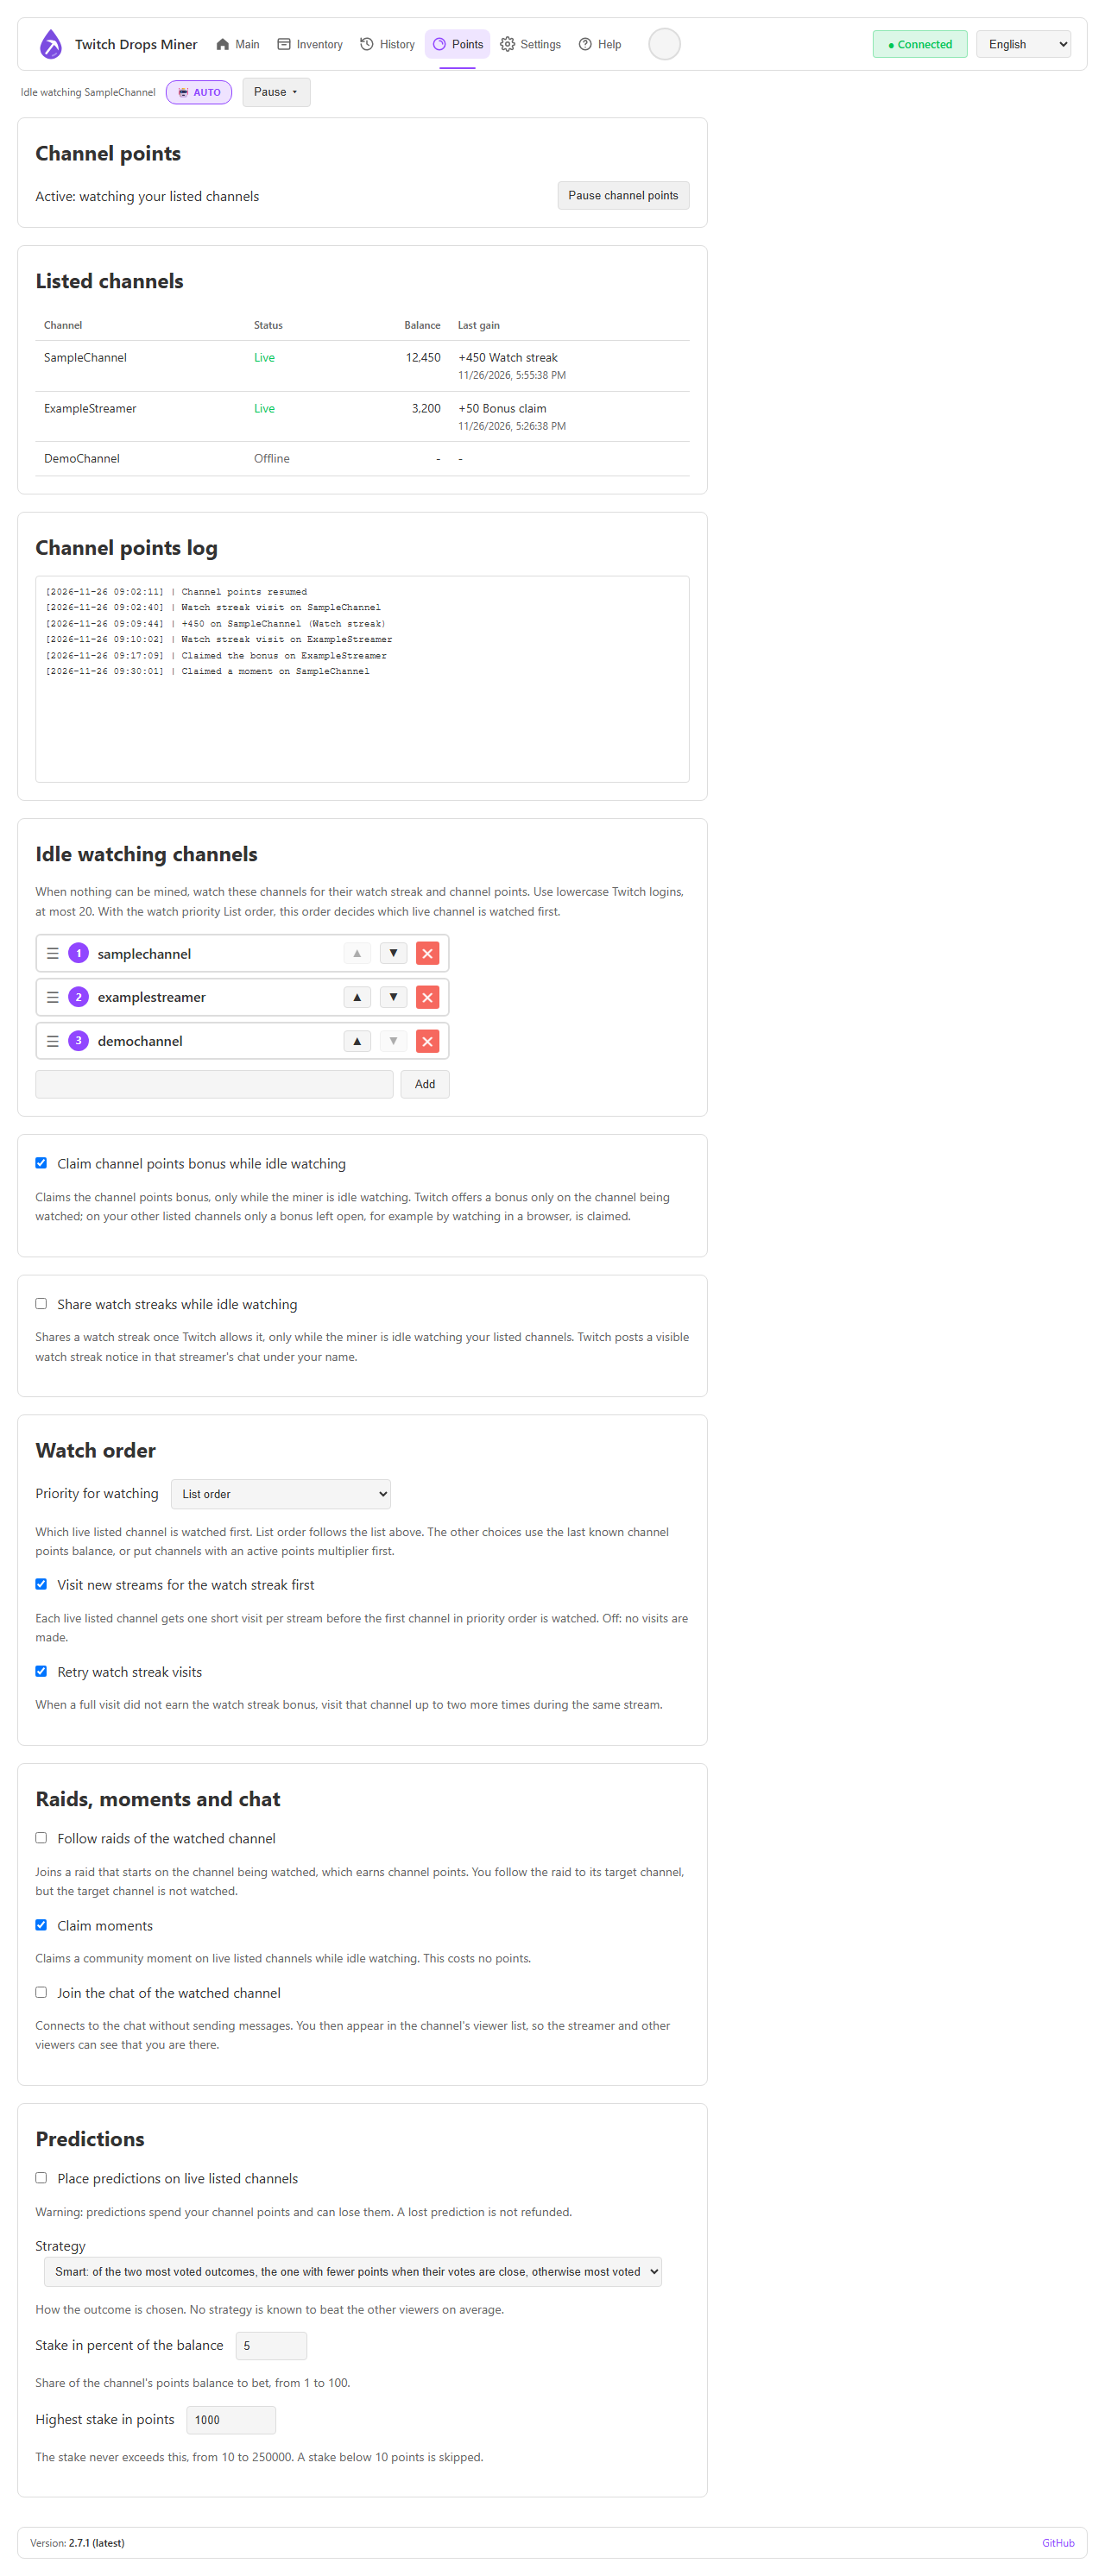 Twitch Drops Miner
Main
Inventory
History
Points
Settings
Help
● Connected
English
Idle watching SampleChannel
AUTO
Pause
Channel points
Active: watching your listed channels
Pause channel points
Listed channels
Channel Status Balance Last gain
SampleChannel Live 12,450 +450 Watch streak
11/26/2026, 5:55:38 PM
ExampleStreamer Live 3,200 +50 Bonus claim
11/26/2026, 5:26:38 PM
DemoChannel Offline - -
Channel points log
[2026-11-26 09:02:11] | Channel points resumed
[2026-11-26 09:02:40] | Watch streak visit on SampleChannel
[2026-11-26 09:09:44] | +450 on SampleChannel (Watch streak)
[2026-11-26 09:10:02] | Watch streak visit on ExampleStreamer
[2026-11-26 09:17:09] | Claimed the bonus on ExampleStreamer
[2026-11-26 09:30:01] | Claimed a moment on SampleChannel
Idle watching channels
When nothing can be mined, watch these channels for their watch streak and channel points. Use lowercase Twitch logins,
at most 20. With the watch priority List order, this order decides which live channel is watched first.
1 samplechannel
2 examplestreamer
3 demochannel
Add
Claim channel points bonus while idle watching
Claims the channel points bonus, only while the miner is idle watching. Twitch offers a bonus only on the channel being
watched; on your other listed channels only a bonus left open, for example by watching in a browser, is claimed.
Share watch streaks while idle watching
Shares a watch streak once Twitch allows it, only while the miner is idle watching your listed channels. Twitch posts a visible
watch streak notice in that streamer's chat under your name.
Watch order
Priority for watching List order
Which live listed channel is watched first. List order follows the list above. The other choices use the last known channel
points balance, or put channels with an active points multiplier first.
Visit new streams for the watch streak first
Each live listed channel gets one short visit per stream before the first channel in priority order is watched. Off: no visits are
made.
Retry watch streak visits
When a full visit did not earn the watch streak bonus, visit that channel up to two more times during the same stream.
Raids, moments and chat
Follow raids of the watched channel
Joins a raid that starts on the channel being watched, which earns channel points. You follow the raid to its target channel,
but the target channel is not watched.
Claim moments
Claims a community moment on live listed channels while idle watching. This costs no points.
Join the chat of the watched channel
Connects to the chat without sending messages. You then appear in the channel's viewer list, so the streamer and other
viewers can see that you are there.
Predictions
Place predictions on live listed channels
Warning: predictions spend your channel points and can lose them. A lost prediction is not refunded.
Strategy
Smart: of the two most voted outcomes, the one with fewer points when their votes are close, otherwise most voted
How the outcome is chosen. No strategy is known to beat the other viewers on average.
Stake in percent of the balance 5
Share of the channel's points balance to bet, from 1 to 100.
Highest stake in points 1000
The stake never exceeds this, from 10 to 250000. A stake below 10 points is skipped.
Version: 2.7.1 (latest)
GitHub